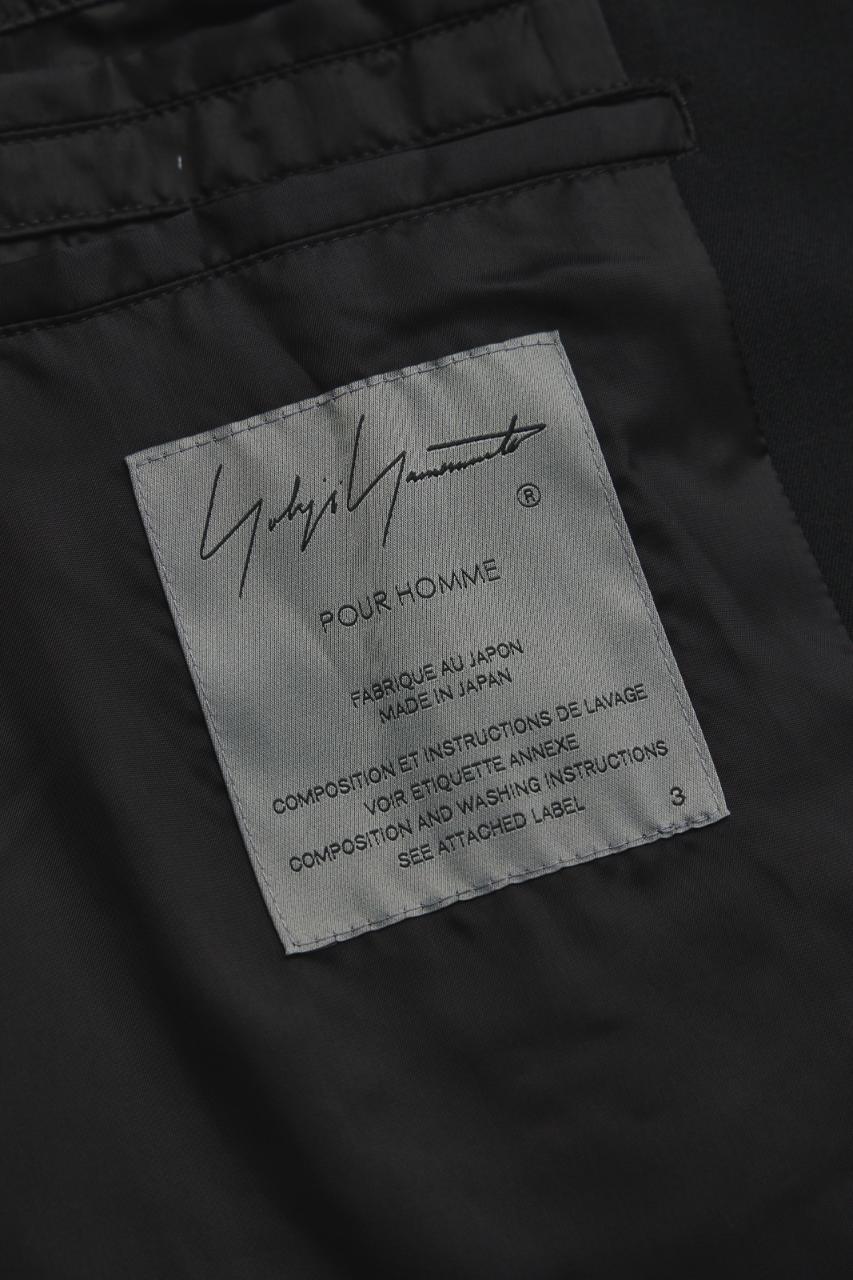 Yohji Yamamoto
®
POUR HOMME
FABRIQUE AU JAPON
MADE IN JAPAN
COMPOSITION ET INSTRUCTIONS DE LAVAGE
VOIR ETIQUETTE ANNEXE
COMPOSITION AND WASHING INSTRUCTIONS
SEE ATTACHED LABEL
3